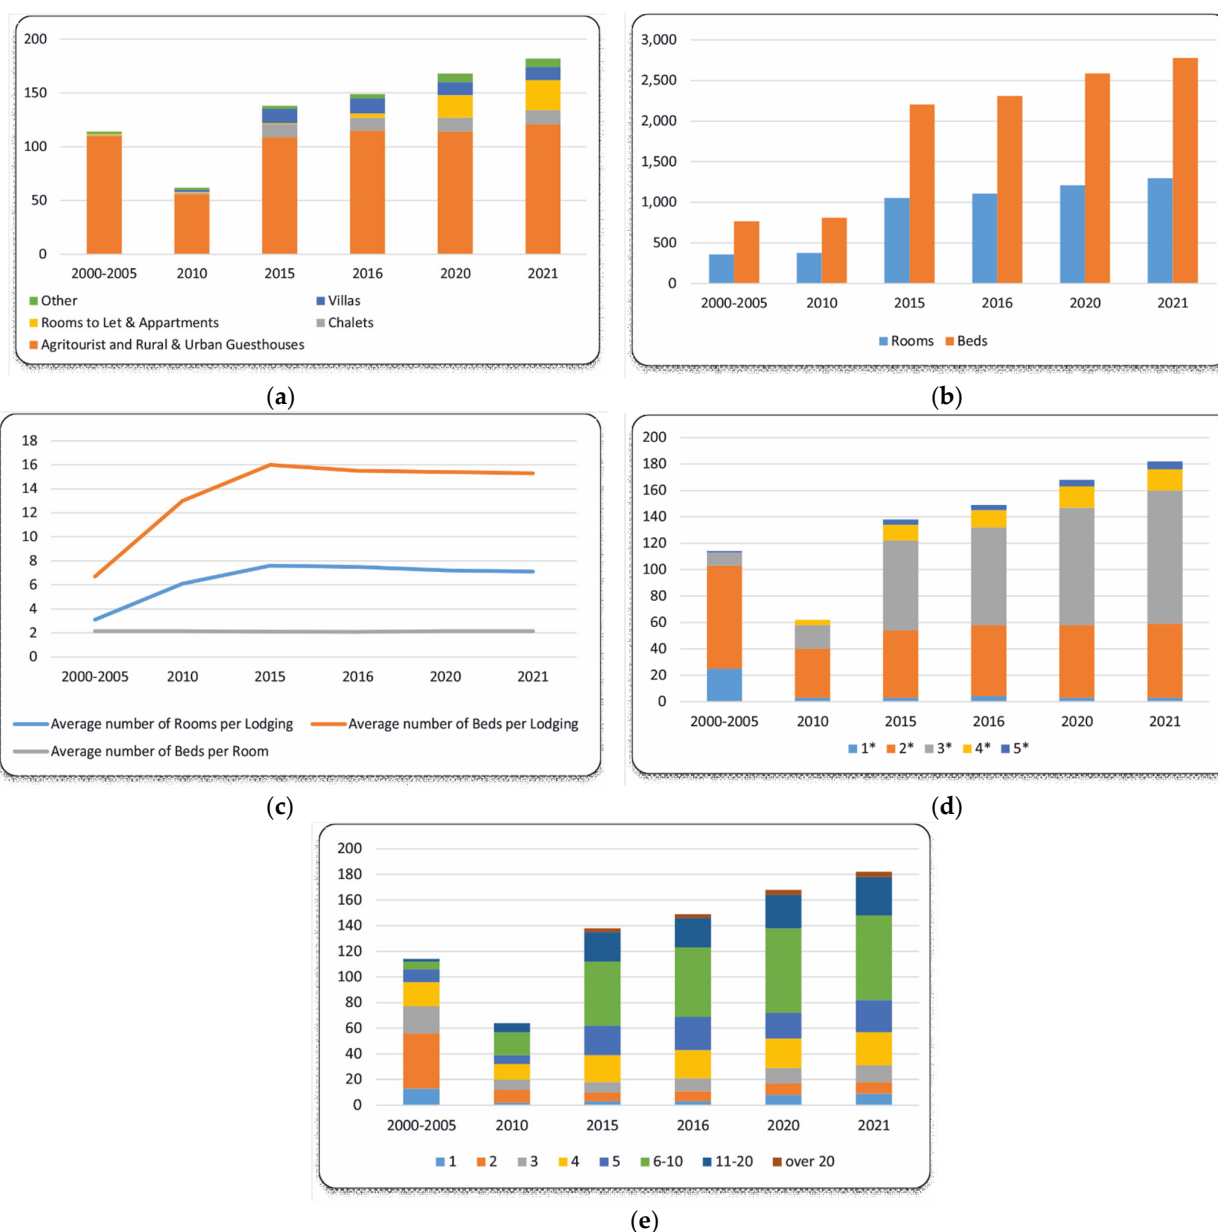 200
150
100
50
0
2000-2005 2010 2015 2016 2020 2021
Other Villas
Rooms to Let & Appartments Chalets
Agritourist and Rural & Urban Guesthouses
(a)
3,000
2,500
2,000
1,500
1,000
500
0
2000-2005 2010 2015 2016 2020 2021
Rooms Beds
(b)
18
16
14
12
10
8
6
4
2
0
2000-2005 2010 2015 2016 2020 2021
Average number of Rooms per Lodging Average number of Beds per Lodging
Average number of Beds per Room
(c)
200
180
160
140
120
100
80
60
40
20
0
2000-2005 2010 2015 2016 2020 2021
1* 2* 3* 4* 5*
(d)
200
180
160
140
120
100
80
60
40
20
0
2000-2005 2010 2015 2016 2020 2021
1 2 3 4 5 6-10 11-20 over 20
(e)